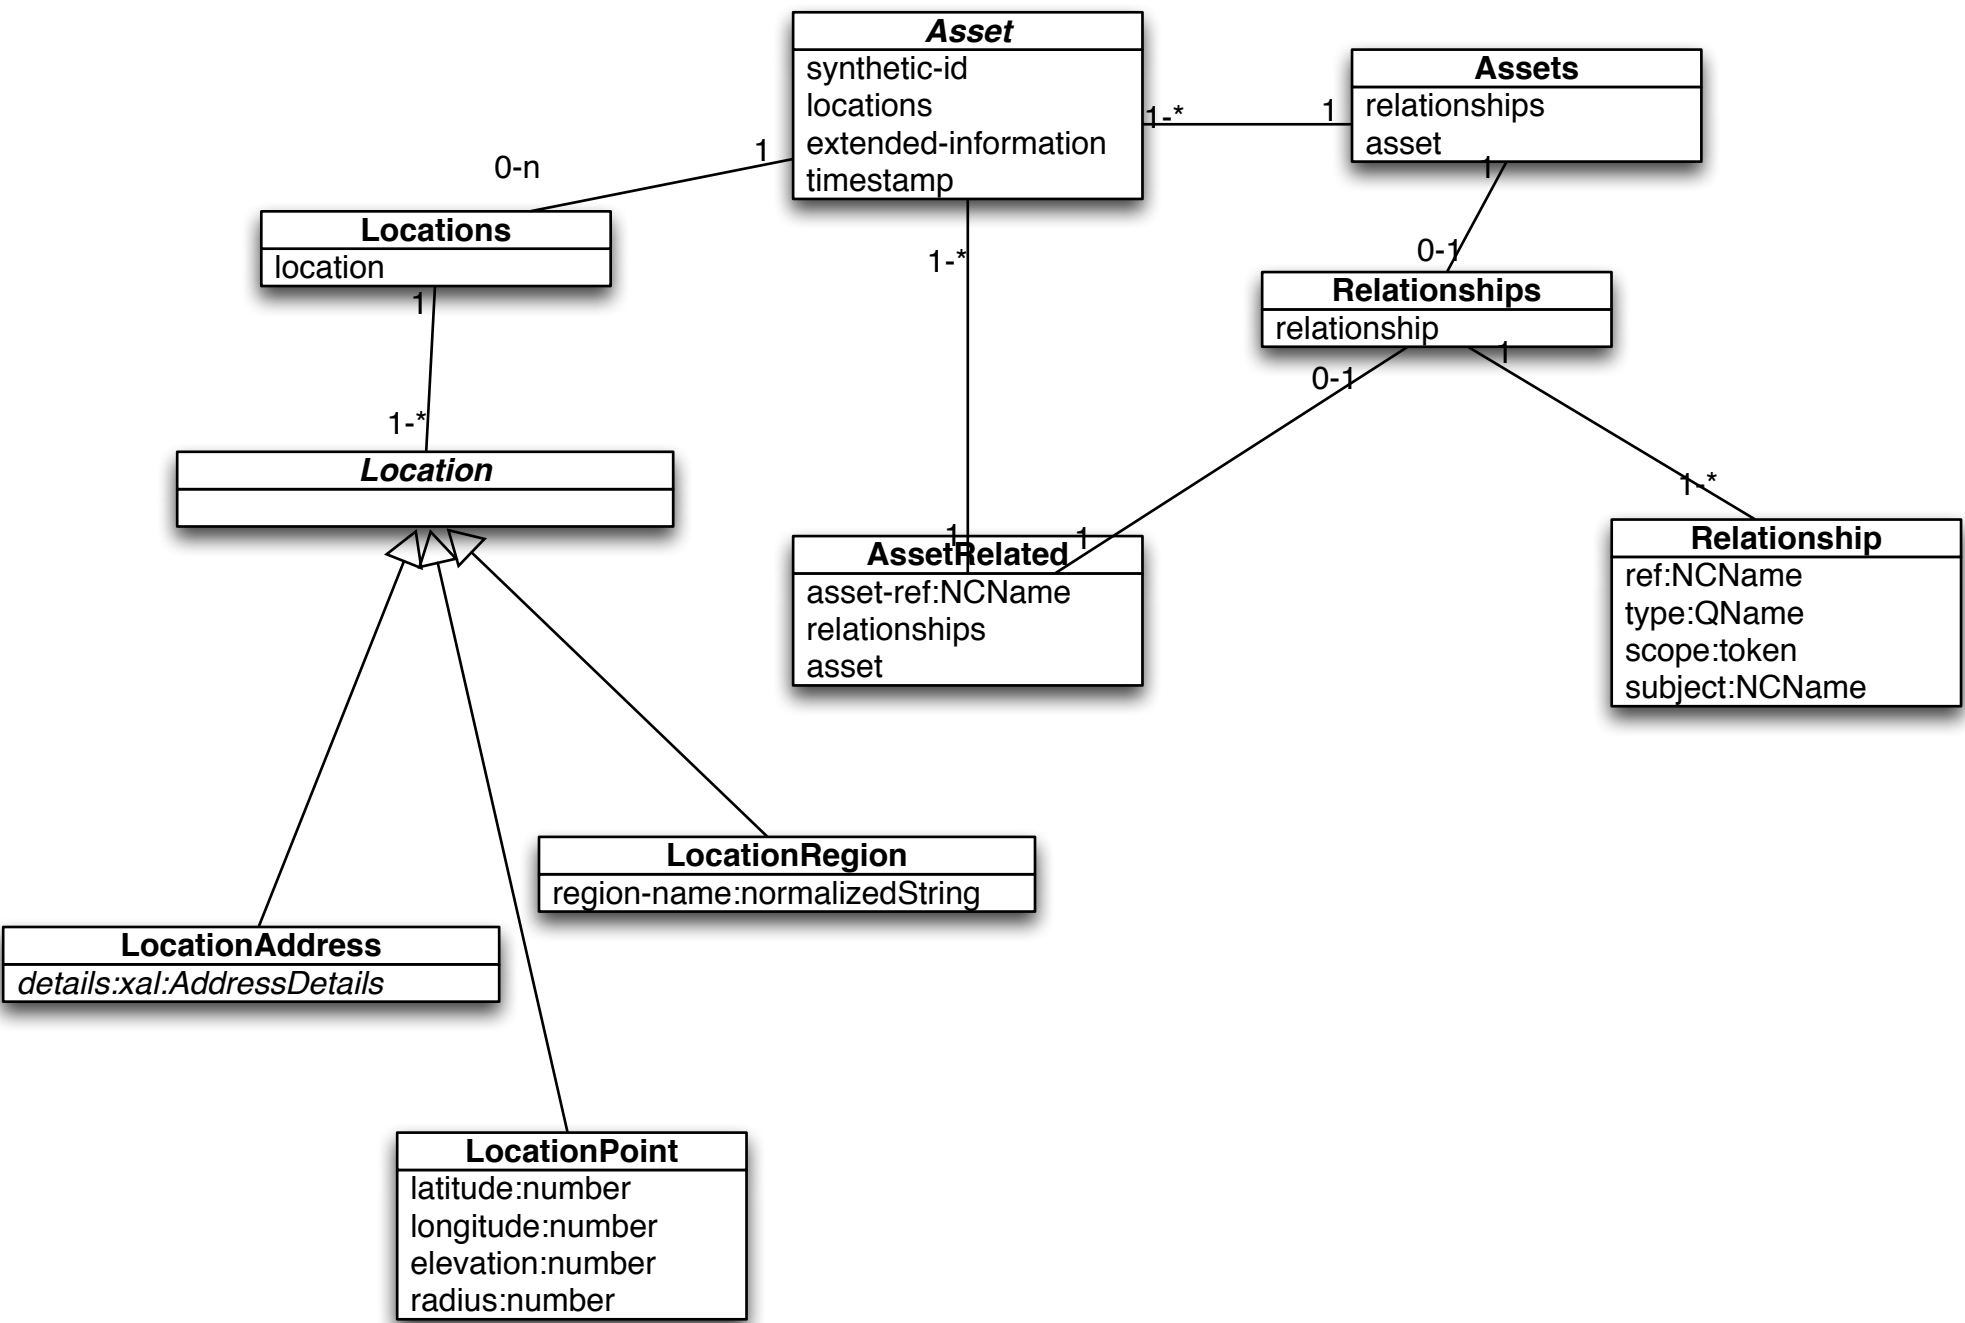 Asset
synthetic-id
locations
extended-information
timestamp
Assets
relationships
asset
1-*
1
0-n
1
Locations
location
1
0-1
Relationships
relationship
1-*
1
1-*
Location
0-1
1
1
1-*
1
AssetRelated
asset-ref:NCName
relationships
asset
Relationship
ref:NCName
type:QName
scope:token
subject:NCName
LocationRegion
region-name:normalizedString
LocationAddress
details:xal:AddressDetails
LocationPoint
latitude:number
longitude:number
elevation:number
radius:number